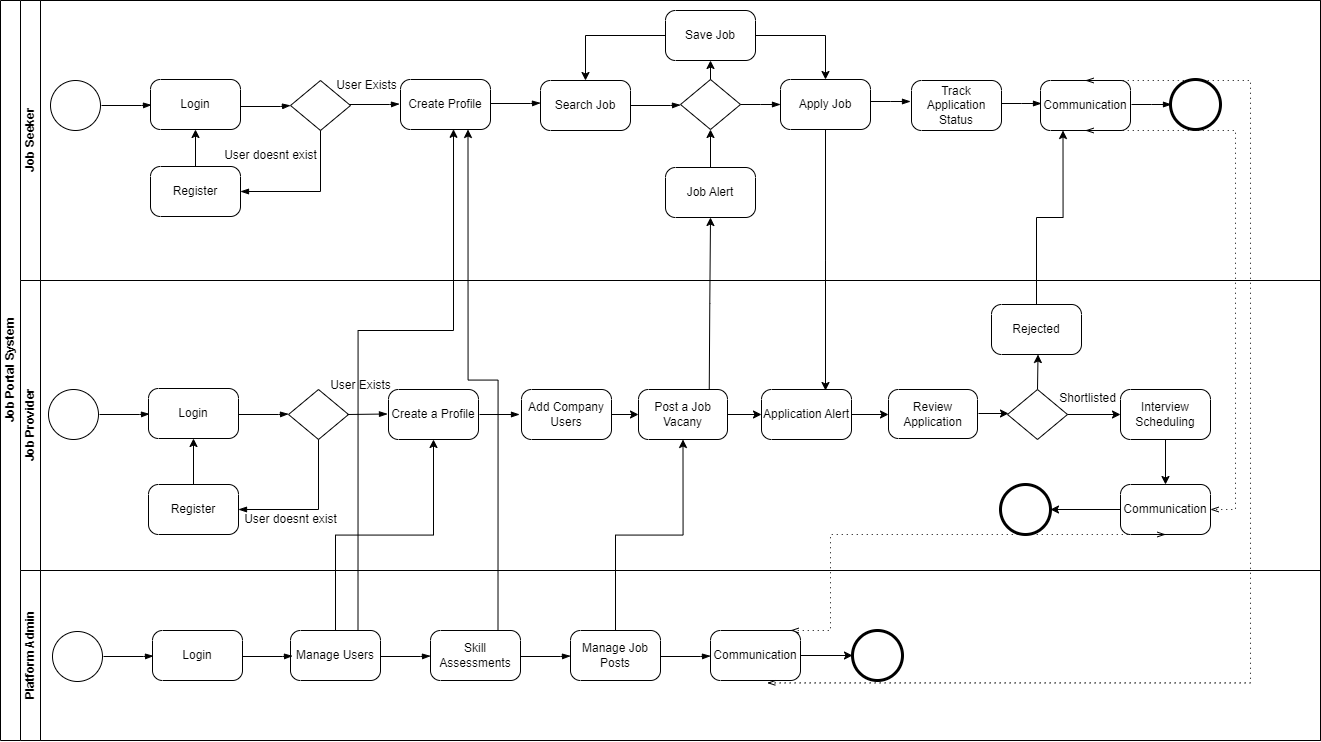 Job Portal System
Job Seeker
Save Job
User Exists
Login
Create Profile
Search Job
Apply Job
Track
Application
Status
Communication
User doesnt exist
Register
Job Alert
Job Provider
Rejected
User Exists
Login
Create a Profile
Add Company
Users
Post a Job
Vacancy
Application Alert
Review
Application
Shortlisted
Interview
Scheduling
Register
User doesnt exist
Communication
Platform Admin
Login
Manage Users
Skill
Assessments
Manage Job
Posts
Communication